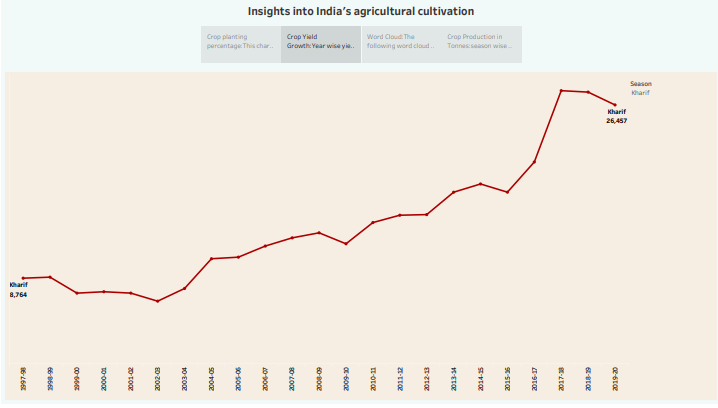 Insights into India's agricultural cultivation
Crop planting
percentage:This char..
Crop Yield
Growth:Year wise yie..
Word Cloud:The
following word cloud ..
Crop Production in
Tonnes:season wise ..
Season
Kharif
Kharif
26,457
Kharif
8,764
1997-98
1998-99
1999-00
2000-01
2001-02
2002-03
2003-04
2004-05
2005-06
2006-07
2007-08
2008-09
2009-10
2010-11
2011-12
2012-13
2013-14
2014-15
2015-16
2016-17
2017-18
2018-19
2019-20